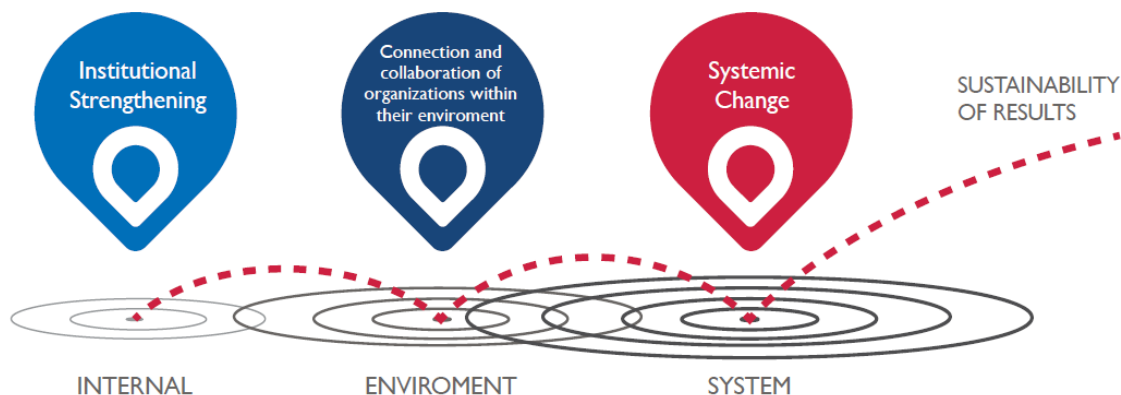 Institutional
Strengthening
Connection and
collaboration of
organizations within
their enviroment
Systemic
Change
SUSTAINABILITY
OF RESULTS
INTERNAL
ENVIROMENT
SYSTEM